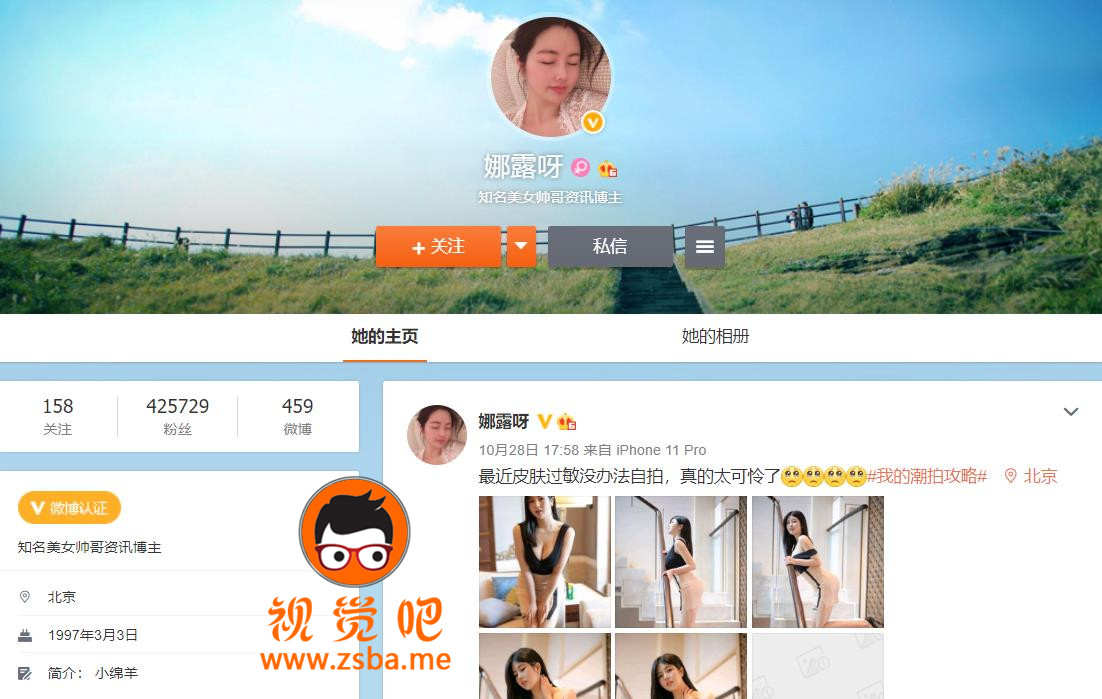 娜露呀
知名美女帅哥资讯博主
+关注
私信
她的主页
她的相册
158
关注
425729
粉丝
459
微博
V 微博认证
知名美女帅哥资讯博主
北京
1997年3月3日
简介： 小绵羊
娜露呀
10月28日 17:58 来自 iPhone 11 Pro
最近皮肤过敏没办法自拍，真的太可怜了🥺🥺🥺🥺#我的潮拍攻略# 北京
视觉吧
www.zsba.me